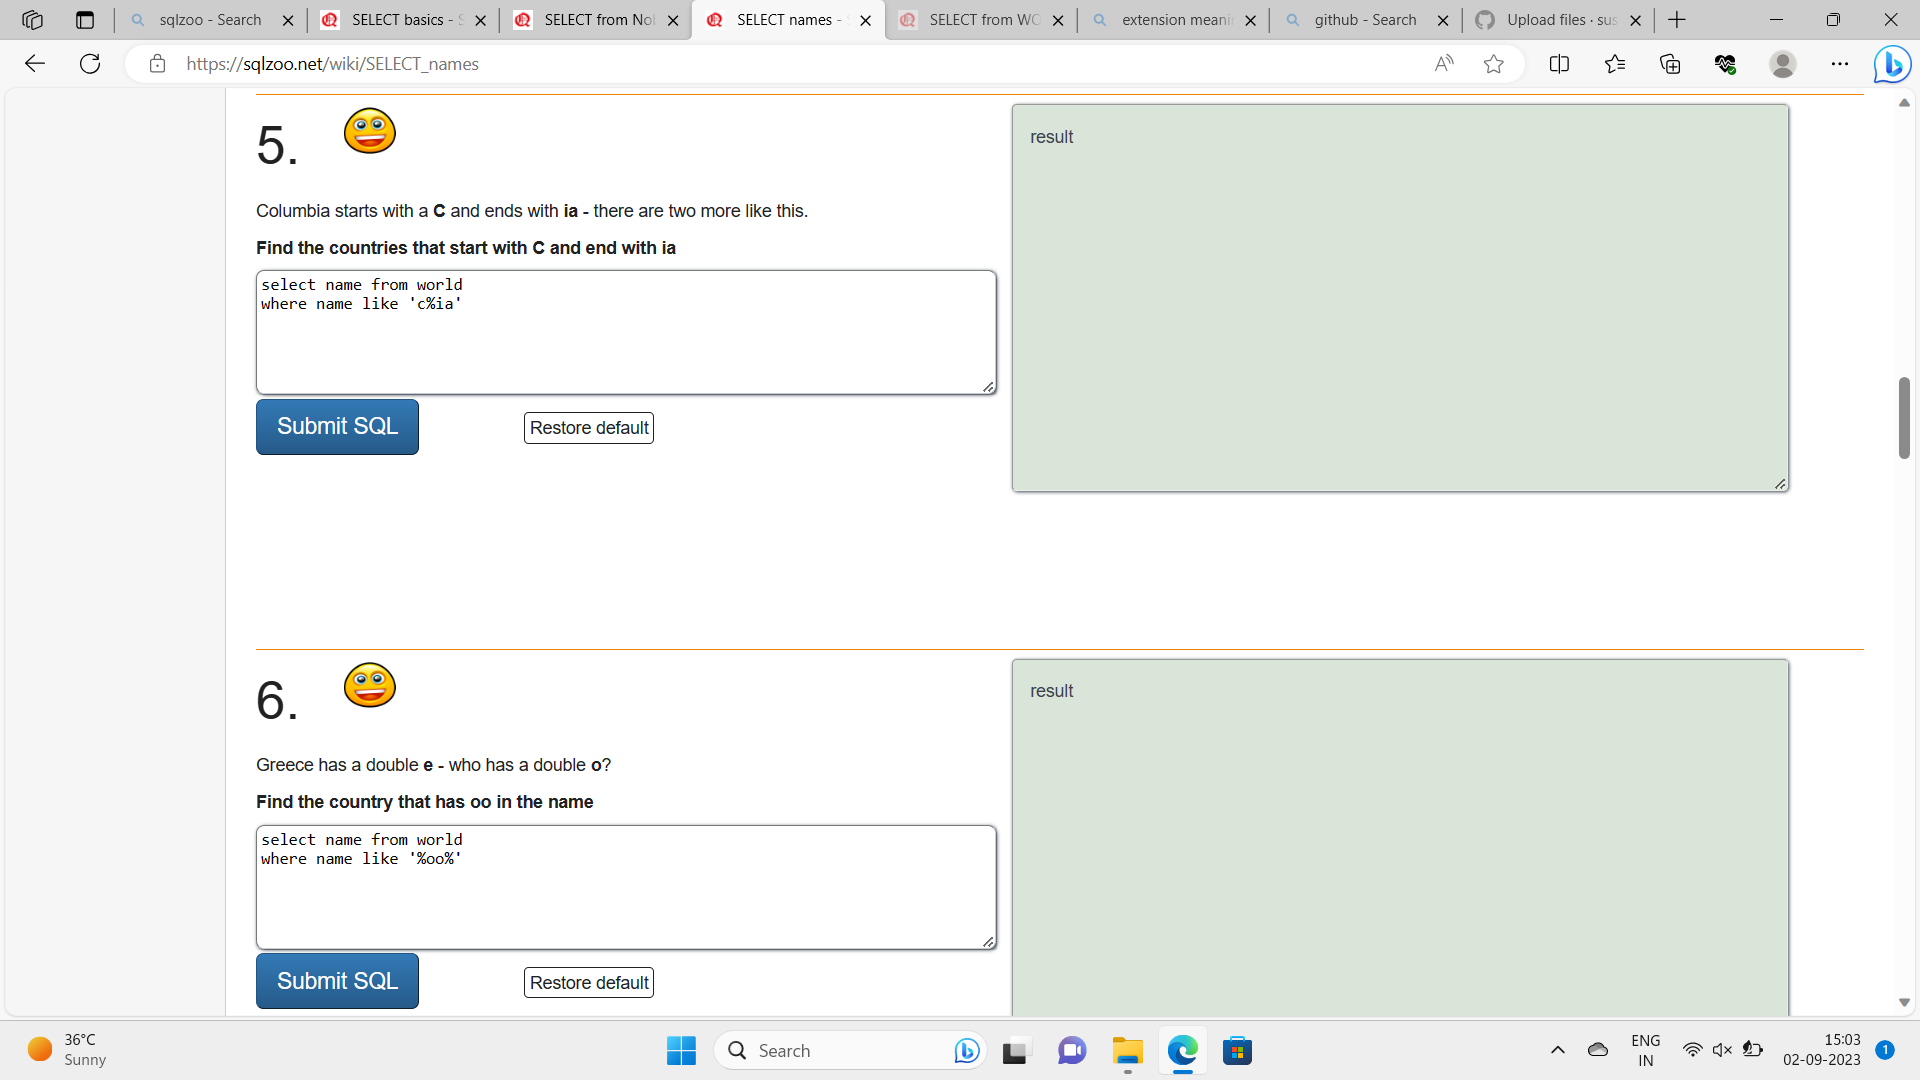 sqlzoo - Search
SELECT basics - S
SELECT from No
SELECT names -
SELECT from WO
extension meani
github - Search
Upload files · sus
https://sqlzoo.net/wiki/SELECT_names
5.
result
Columbia starts with a C and ends with ia - there are two more like this.
Find the countries that start with C and end with ia
select name from world
where name like 'c%ia'
Submit SQL
Restore default
6.
result
Greece has a double e - who has a double o?
Find the country that has oo in the name
select name from world
where name like '%oo%'
Submit SQL
Restore default
36°C
Sunny
Search
ENG
IN
15:03
02-09-2023
1